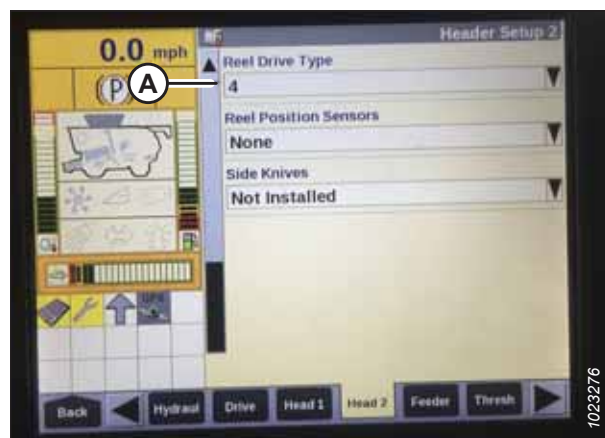 0.0 mph
Header Setup 2
(P)
A
Reel Drive Type
4
Reel Position Sensors
None
Side Knives
Not Installed
GPS
Back
Hydraul
Drive
Head 1
Head 2
Feeder
Thresh
1023276